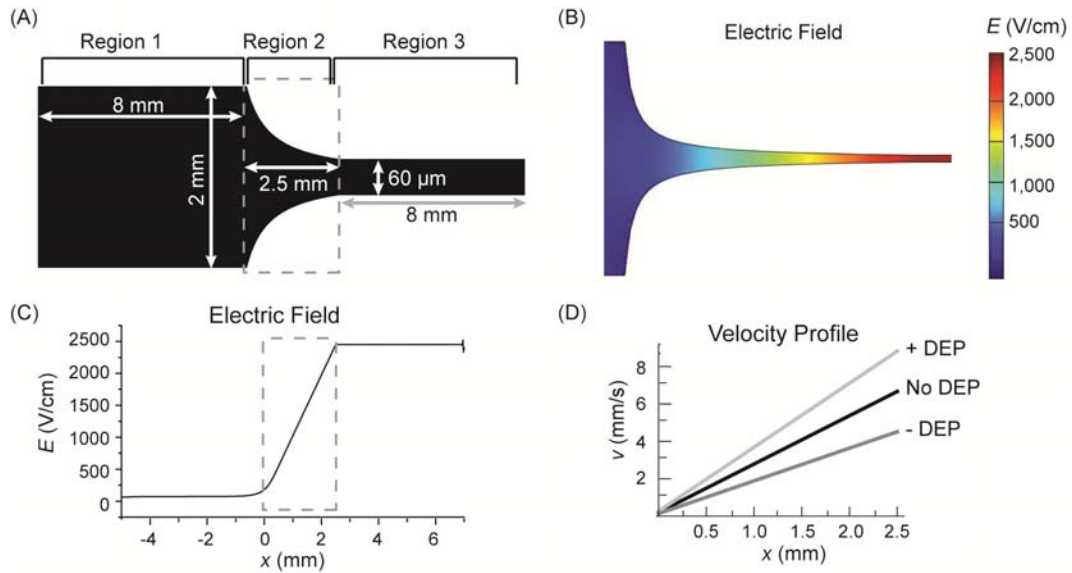 (A)
Region 1 Region 2 Region 3
8 mm
2 mm
2.5 mm
60 µm
8 mm
(B)
Electric Field
E (V/cm)
2,500
2,000
1,500
1,000
500
(C)
Electric Field
E (V/cm)
2500
2000
1500
1000
500
0
-4 -2 0 2 4 6
x (mm)
(D)
Velocity Profile
v (mm/s)
8
6
4
2
+ DEP
No DEP
- DEP
0.5 1.0 1.5 2.0 2.5
x (mm)